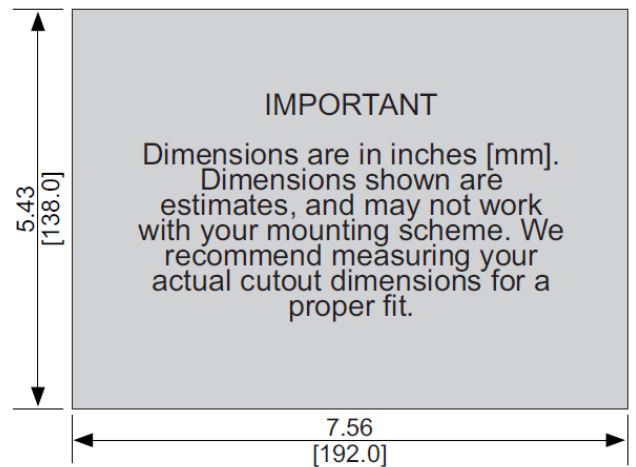 IMPORTANT
Dimensions are in inches [mm].
Dimensions shown are
estimates, and may not work
with your mounting scheme. We
recommend measuring your
actual cutout dimensions for a
proper fit.
5.43
[138.0]
7.56
[192.0]